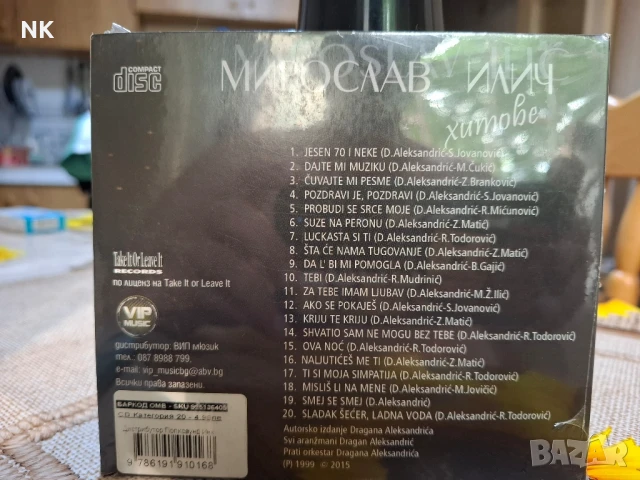 NK
COMPACT
disc
МИРОСЛАВ ИЛИЧ
хитове
1. JESEN 70 I NEKE (D.Aleksandrić-S.Jovanović)
2. DAJTE MI MUZIKU (D.Aleksandrić-M.Čukić)
3. ČUVAJTE MI PESME (D.Aleksandrić-Z.Branković)
4. POZDRAVI JE, POZDRAVI (D.Aleksandrić-S.Jovanović)
5. PROBUDI SE SRCE MOJE (D.Aleksandrić-R.Mićunović)
6. SUZE NA PERONU (D.Aleksandrić-Z.Matić)
7. LUCKASTA SI TI (D.Aleksandrić-R.Todorović)
8. ŠTA ĆE NAMA TUGOVANJE (D.Aleksandrić-Z.Matić)
9. DA L' BI MI POMOGLA (D.Aleksandrić-B.Gajić)
10. TEBI (D.Aleksandrić-R.Mudrinić)
11. ZA TEBE IMAM LJUBAV (D.Aleksandrić-M.Ž.Ilić)
12. AKO SE POKAJEŠ (D.Aleksandrić-S.Jovanović)
13. KRIJU TE KRIJU (D.Aleksandrić-Z.Matić)
14. SHVATIO SAM NE MOGU BEZ TEBE (D.Aleksandrić-R.Todorović)
15. OVA NOĆ (D.Aleksandrić-R.Todorović)
16. NALJUTIĆEŠ ME TI (D.Aleksandrić-Z.Matić)
17. TI SI MOJA SIMPATIJA (D.Aleksandrić-R.Todorović)
18. MISLIŠ LI NA MENE (D.Aleksandrić-M.Jovičić)
19. SMEJ SE SMEJ (D.Aleksandrić)
20. SLADAK ŠEĆER, LADNA VODA (D.Aleksandrić-R.Todorović)
Autorsko izdanje Dragana Aleksandrića
Svi aranžmani Dragan Aleksandrić
Prati orkestar Dragana Aleksandrića
(P) 1999 © 2015
Take It Or Leave It
RECORDS
по лиценз на Take It or Leave It
VIP
MUSIC
дистрибутор: ВИП мюзик
тел.: 087 8988 799.
e-mail: vip_musicbg@abv.bg
Всички права запазени.
9 786191 910168
bazar.bg